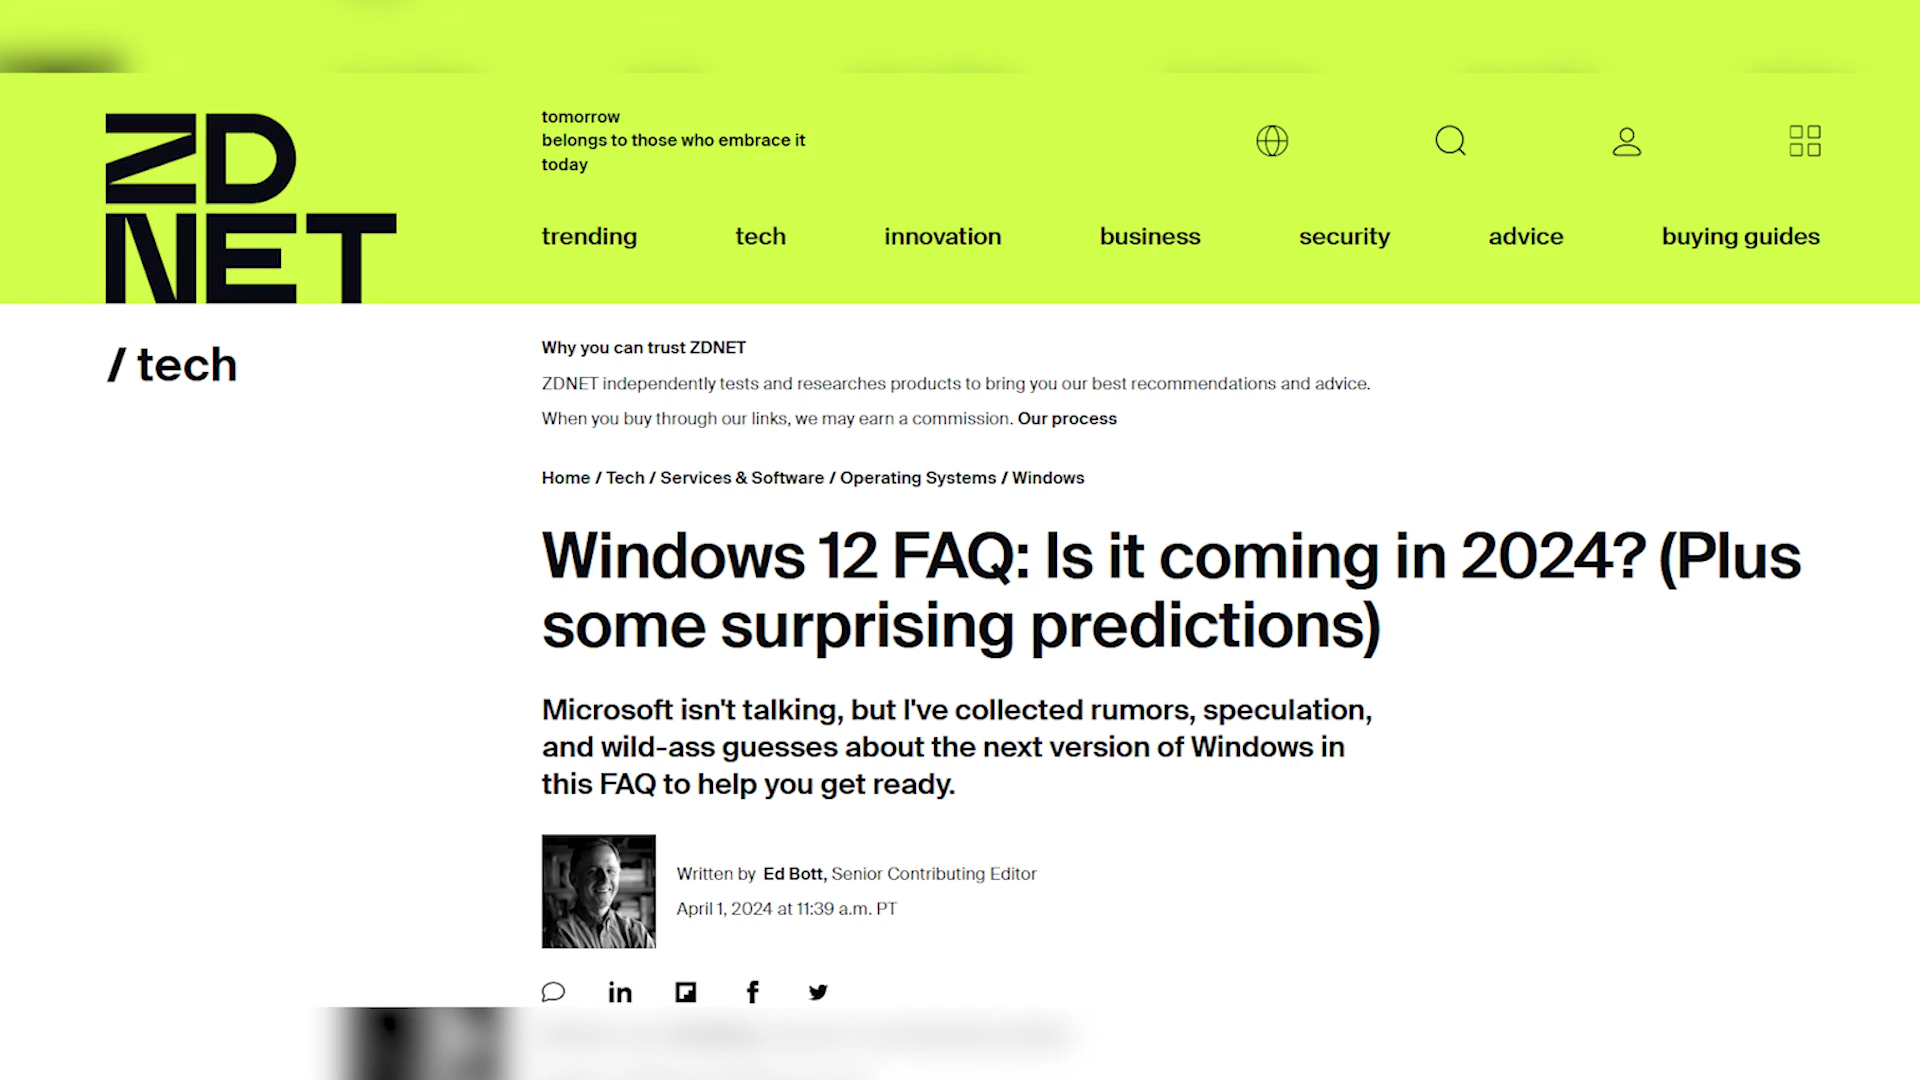 ZD
NET
tomorrow
belongs to those who embrace it
today
trending tech innovation business security advice buying guides
/ tech
Why you can trust ZDNET
ZDNET independently tests and researches products to bring you our best recommendations and advice.
When you buy through our links, we may earn a commission. Our process
Home / Tech / Services & Software / Operating Systems / Windows
Windows 12 FAQ: Is it coming in 2024? (Plus
some surprising predictions)
Microsoft isn't talking, but I've collected rumors, speculation,
and wild-ass guesses about the next version of Windows in
this FAQ to help you get ready.
Written by Ed Bott, Senior Contributing Editor
April 1, 2024 at 11:39 a.m. PT